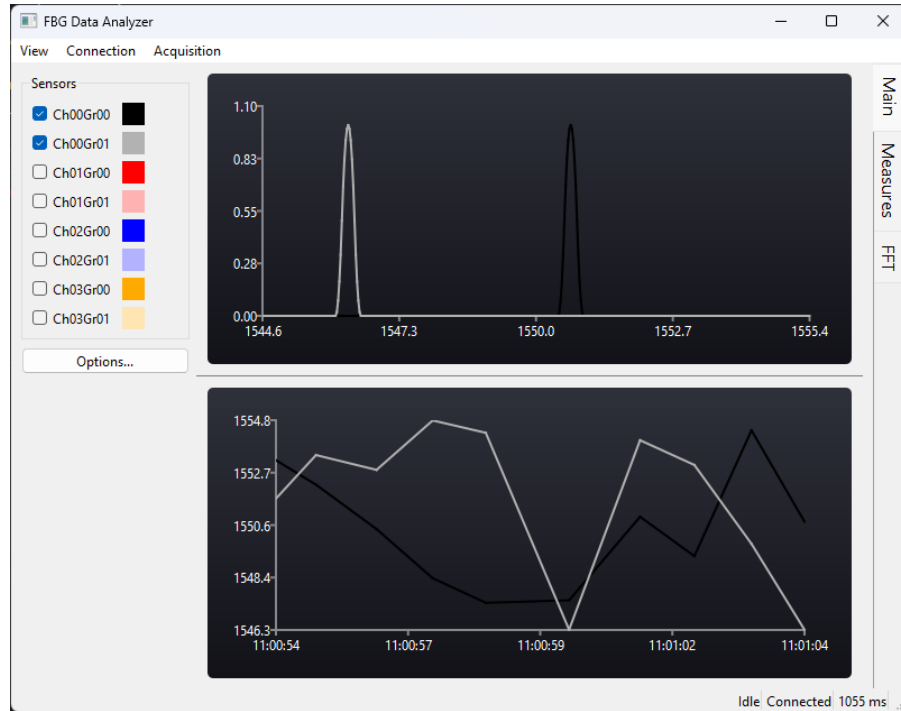 FBG Data Analyzer
View Connection Acquisition
Sensors
Ch00Gr00
Ch00Gr01
Ch01Gr00
Ch01Gr01
Ch02Gr00
Ch02Gr01
Ch03Gr00
Ch03Gr01
Options...
1.10
0.83
0.55
0.28
0.00
1544.6 1547.3 1550.0 1552.7 1555.4
1554.8
1552.7
1550.6
1548.4
1546.3
11:00:54 11:00:57 11:00:59 11:01:02 11:01:04
Main
Measures
FFT
Idle Connected 1055 ms